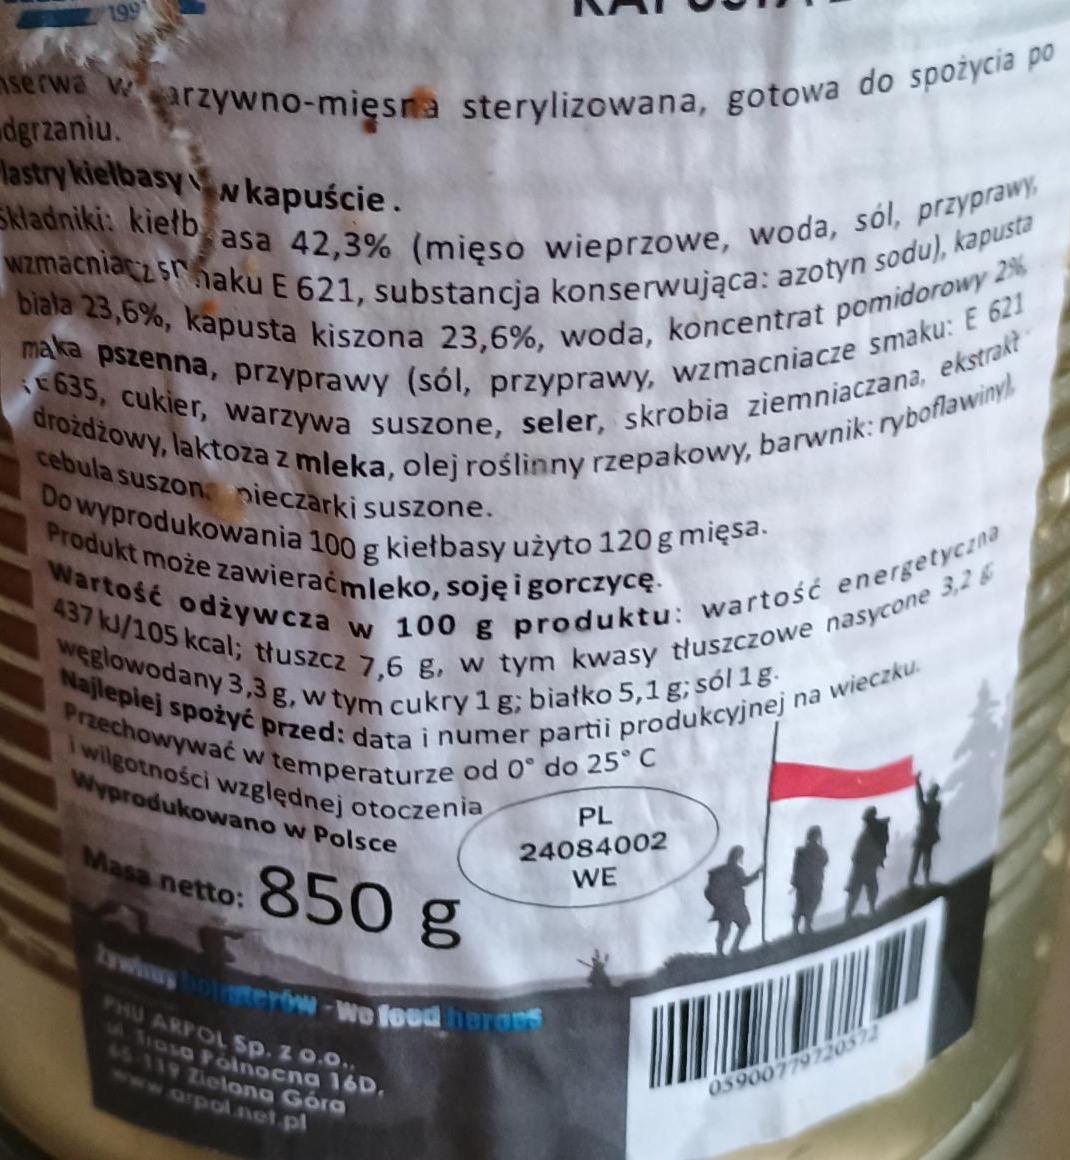 199
serwa warzywno-mięsna sterylizowana, gotowa do spożycia po
dgrzaniu.
lastry kiełbasy w kapuście.
Składniki: kiełbasa 42,3% (mięso wieprzowe, woda, sól, przyprawy,
wzmacniacz smaku E 621, substancja konserwująca: azotyn sodu), kapusta
biała 23,6%, kapusta kiszona 23,6%, woda, koncentrat pomidorowy 2%,
mąka pszenna, przyprawy (sól, przyprawy, wzmacniacze smaku: E 621
i E 635, cukier, warzywa suszone, seler, skrobia ziemniaczana, ekstrakt
drożdżowy, laktoza z mleka, olej roślinny rzepakowy, barwnik: ryboflawiny),
cebula suszona, pieczarki suszone.
Do wyprodukowania 100 g kiełbasy użyto 120 g mięsa.
Produkt może zawierać mleko, soję i gorczycę.
Wartość odżywcza w 100 g produktu: wartość energetyczna
437 kJ/105 kcal; tłuszcz 7,6 g, w tym kwasy tłuszczowe nasycone 3,2 g
węglowodany 3,3 g, w tym cukry 1 g; białko 5,1 g; sól 1 g.
Najlepiej spożyć przed: data i numer partii produkcyjnej na wieczku.
Przechowywać w temperaturze od 0° do 25° C
i wilgotności względnej otoczenia
Wyprodukowano w Polsce
PL
24084002
WE
Masa netto: 850 g
Żywimy bohaterów - We feed heroes
PHU ARPOL Sp. z o.o.,
ul. Trasa Północna 16D,
65-119 Zielona Góra
www.arpol.net.pl
05900779720572